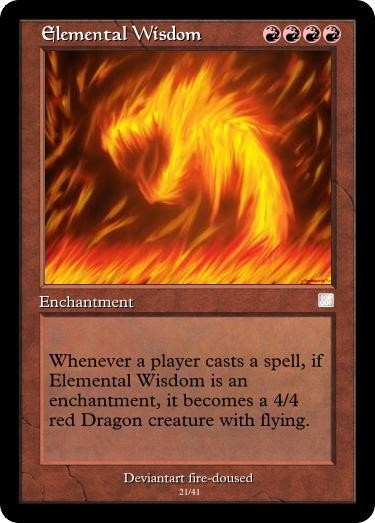 Elemental Wisdom
Enchantment
Whenever a player casts a spell, if
Elemental Wisdom is an
enchantment, it becomes a 4/4
red Dragon creature with flying.
Deviantart fire-doused
21/41